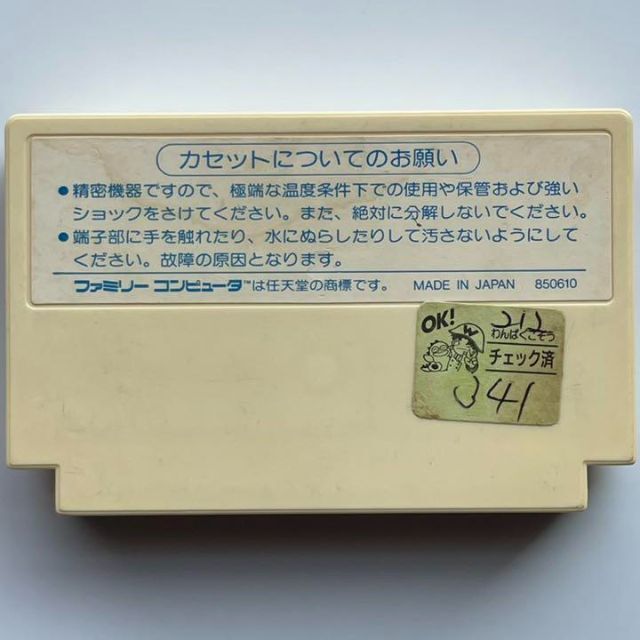 カセットについてのお願い
●精密機器ですので、極端な温度条件下での使用や保管および強い
ショックをさけてください。また、絶対に分解しないでください。
●端子部に手を触れたり、水にぬらしたりして汚さないようにして
ください。故障の原因となります。
ファミリー コンピュータ™は任天堂の商標です。 MADE IN JAPAN 850610
OK!
W
わんぱくこぞう
チェック済
341